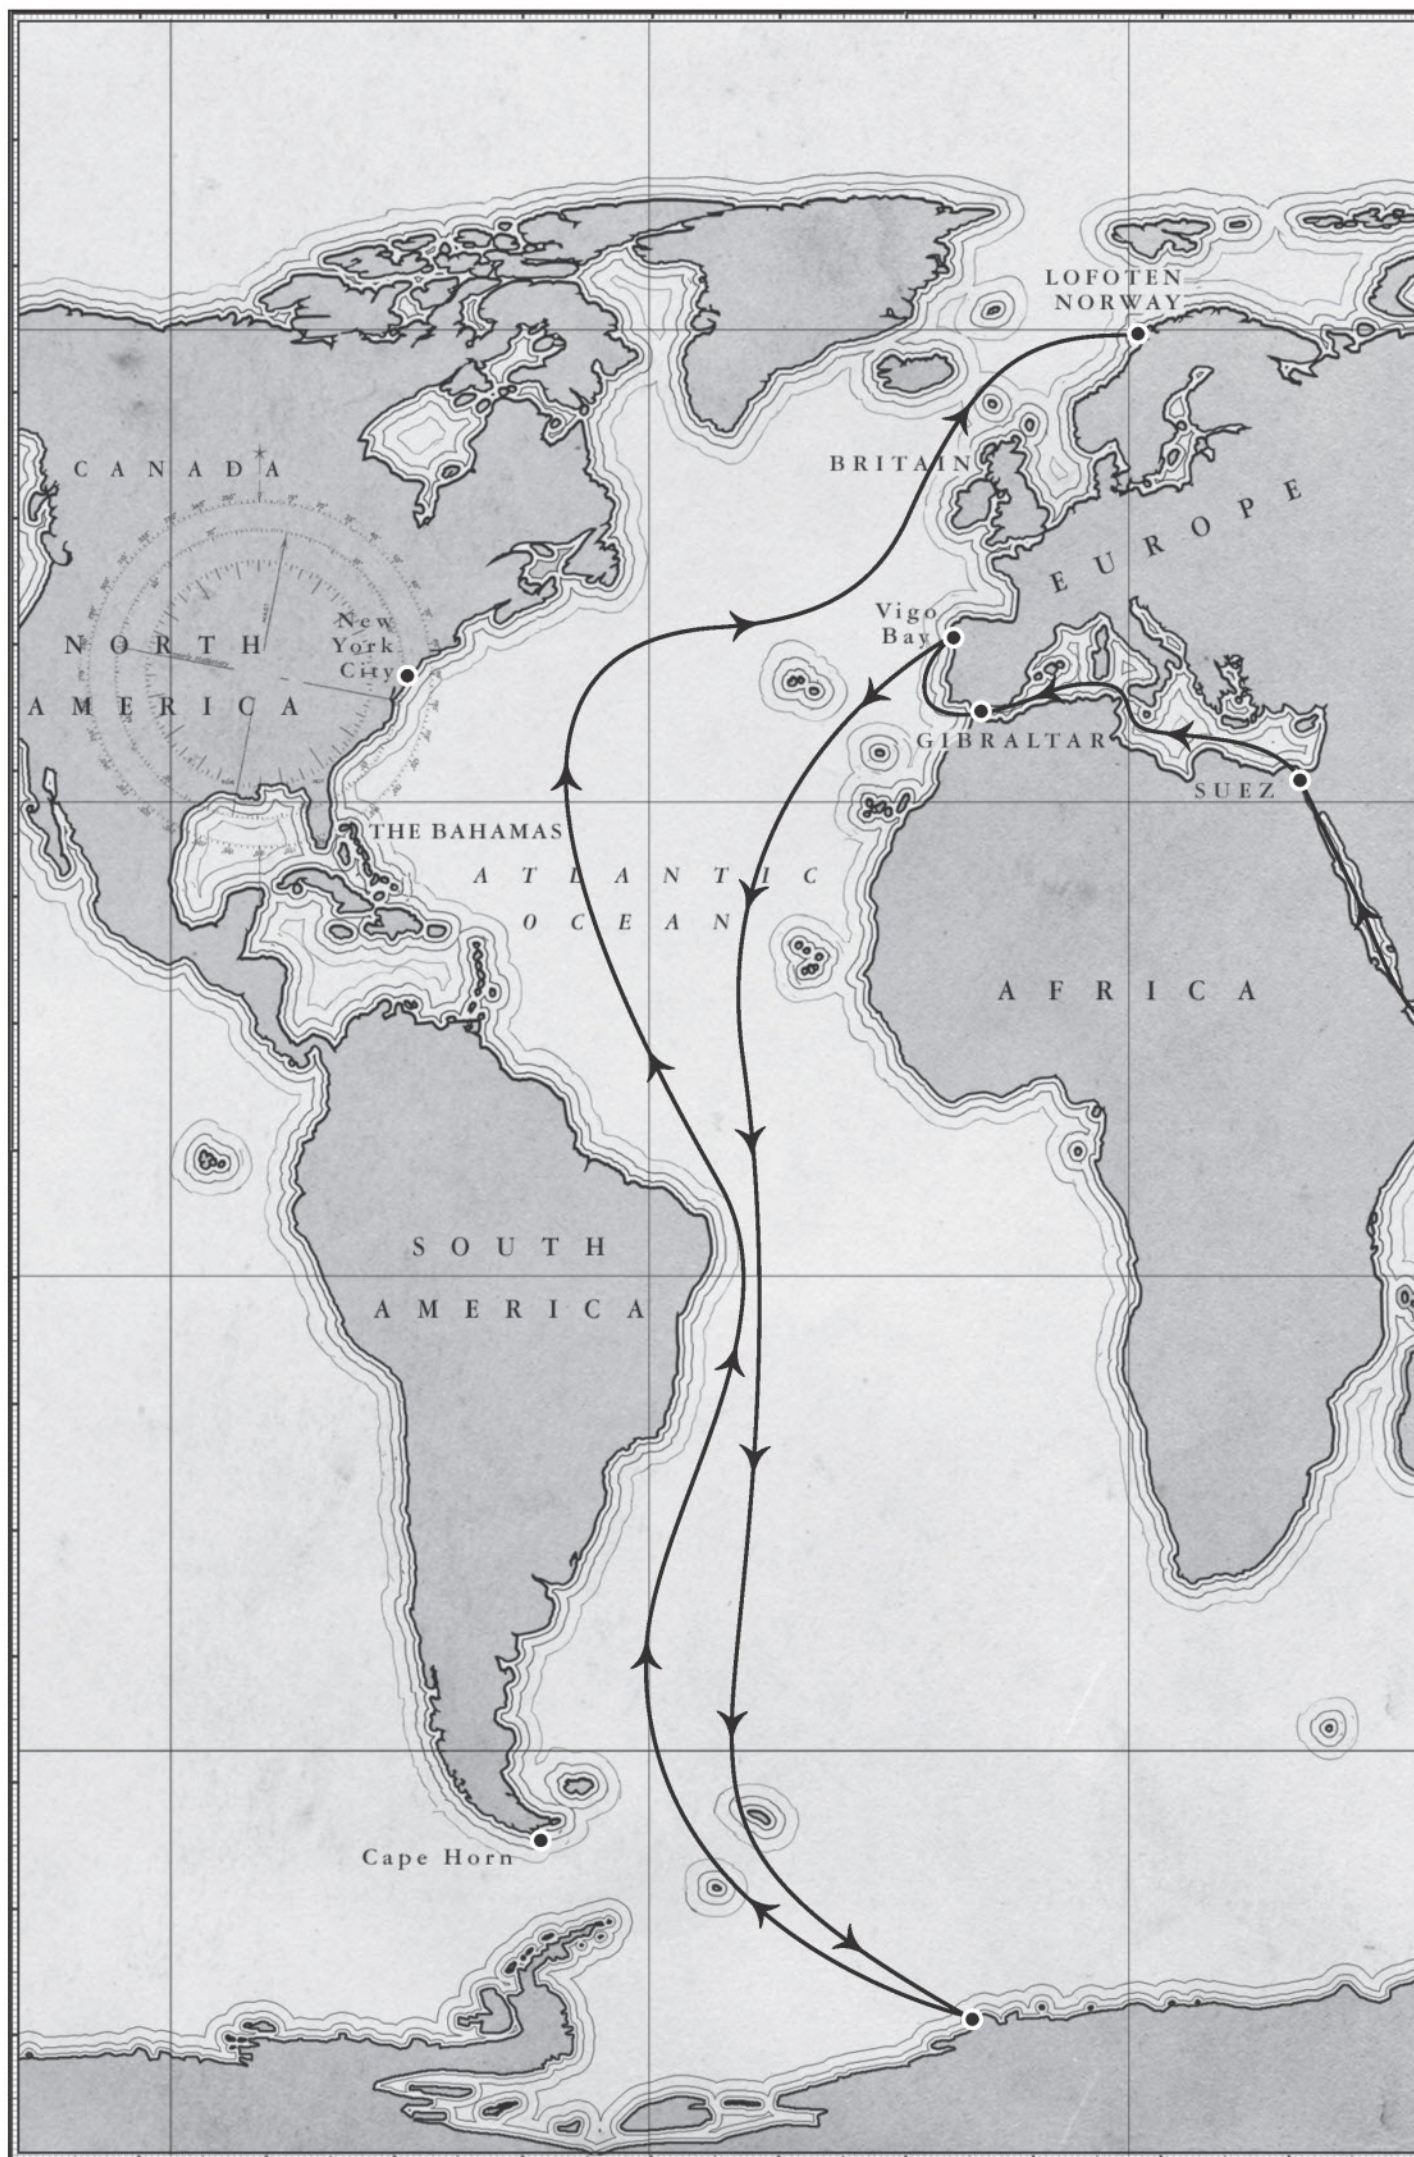 LOFOTEN
NORWAY
BRITAIN
CANADA
EUROPE
Vigo
Bay
New
York
City
NORTH
AMERICA
GIBRALTAR
SUEZ
THE BAHAMAS
ATLANTIC
OCEAN
AFRICA
SOUTH
AMERICA
Cape Horn